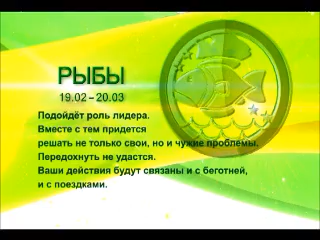 РЫБЫ
19.02 – 20.03
Подойдёт роль лидера.
Вместе с тем придется
решать не только свои, но и чужие проблемы.
Передохнуть не удастся.
Ваши действия будут связаны и с беготней,
и с поездками.